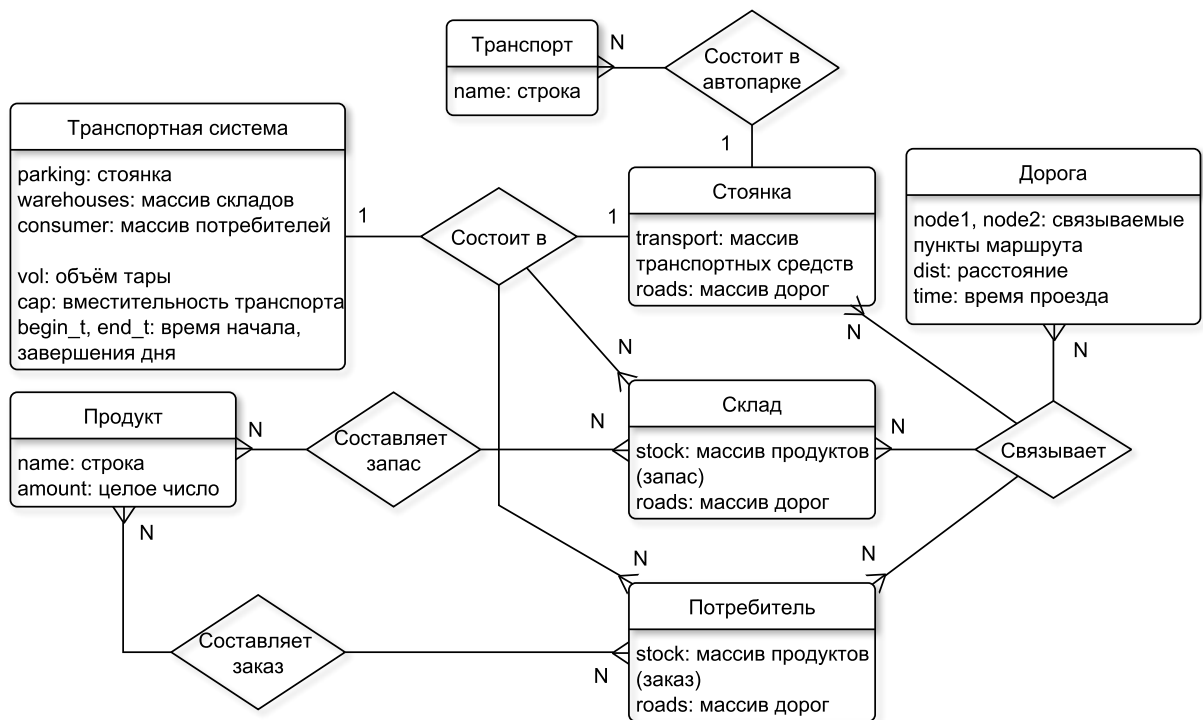 Транспорт
name: строка
N
Состоит в
автопарке
1
Транспортная система
parking: стоянка
warehouses: массив складов
consumer: массив потребителей
vol: объём тары
cap: вместительность транспорта
begin_t, end_t: время начала,
завершения дня
1
Состоит в
1
N
N
Стоянка
transport: массив
транспортных средств
roads: массив дорог
N
Дорога
node1, node2: связываемые
пункты маршрута
dist: расстояние
time: время проезда
N
Продукт
name: строка
amount: целое число
N
N
Составляет
запас
N
Склад
stock: массив продуктов
(запас)
roads: массив дорог
N
Связывает
N
Составляет
заказ
N
Потребитель
stock: массив продуктов
(заказ)
roads: массив дорог